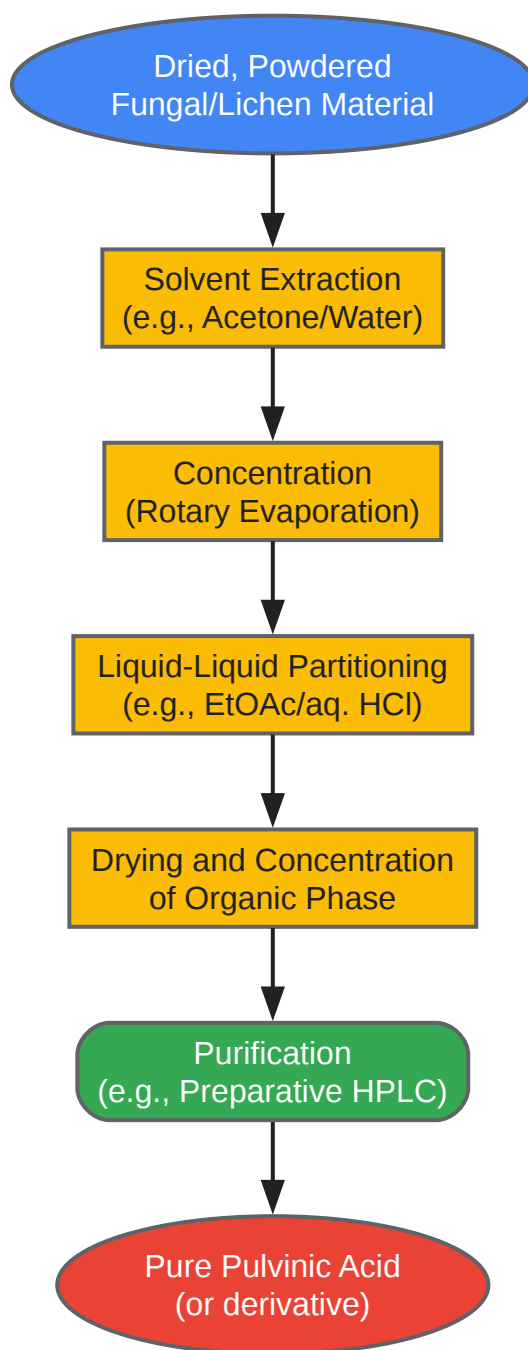 Dried, Powdered
Fungal/Lichen Material
Solvent Extraction
(e.g., Acetone/Water)
Concentration
(Rotary Evaporation)
Liquid-Liquid Partitioning
(e.g., EtOAc/aq. HCl)
Drying and Concentration
of Organic Phase
Purification
(e.g., Preparative HPLC)
Pure Pulvinic Acid
(or derivative)